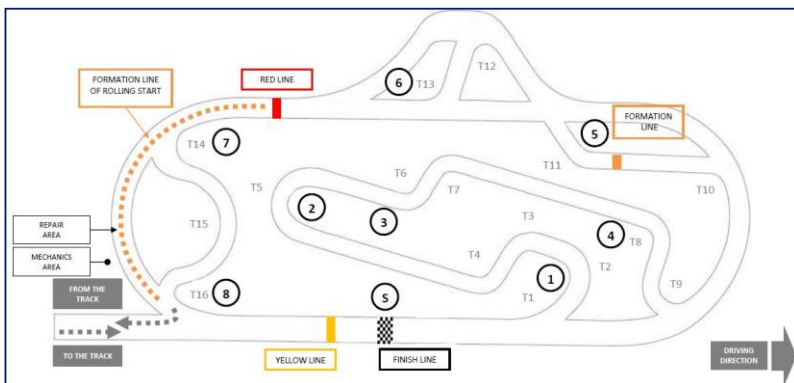 FORMATION LINE
OF ROLLING START
RED LINE
6
T13
T12
5
FORMATION
LINE
T14
7
T6
T11
T5
T7
T10
2
3
T3
T15
REPAIR
AREA
4
T8
MECHANICS
AREA
T4
T2
1
T9
FROM THE
TRACK
T16
8
S
T1
TO THE TRACK
YELLOW LINE
FINISH LINE
DRIVING
DIRECTION